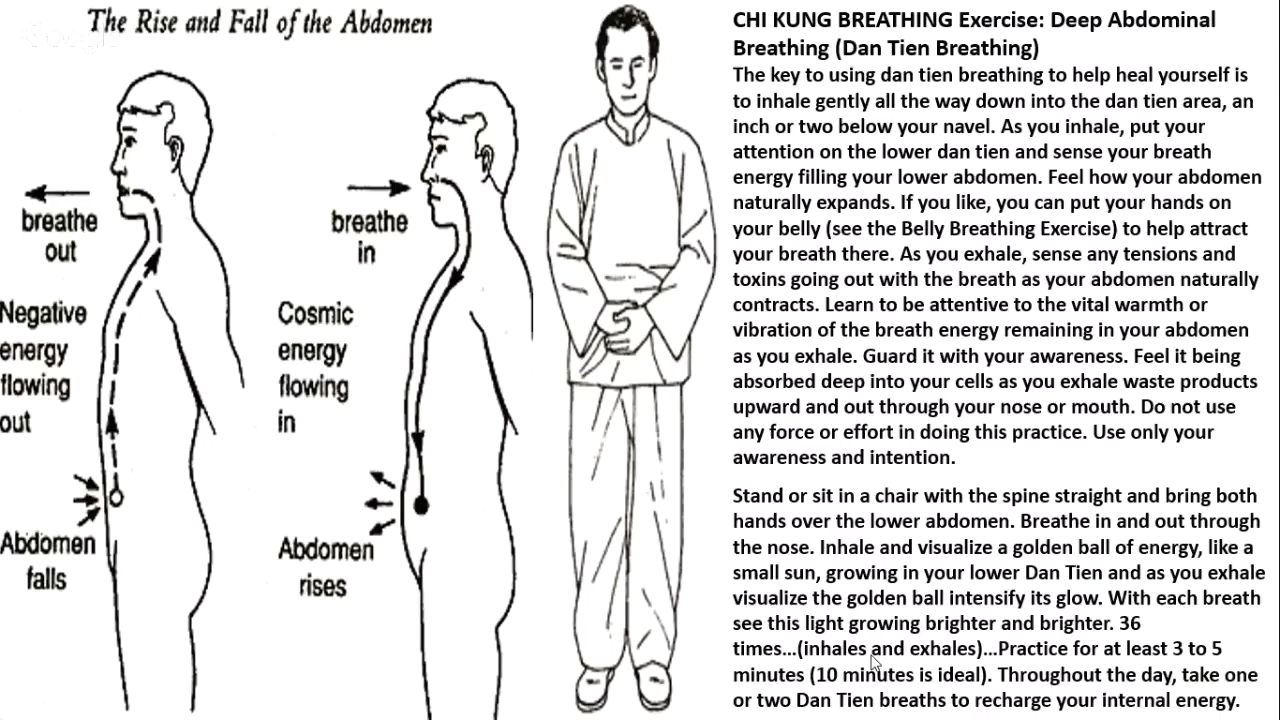 The Rise and Fall of the Abdomen
breathe
out
Negative
energy
flowing
out
Abdomen
falls
breathe
in
Cosmic
energy
flowing
in
Abdomen
rises
CHI KUNG BREATHING Exercise: Deep Abdominal
Breathing (Dan Tien Breathing)
The key to using dan tien breathing to help heal yourself is
to inhale gently all the way down into the dan tien area, an
inch or two below your navel. As you inhale, put your
attention on the lower dan tien and sense your breath
energy filling your lower abdomen. Feel how your abdomen
naturally expands. If you like, you can put your hands on
your belly (see the Belly Breathing Exercise) to help attract
your breath there. As you exhale, sense any tensions and
toxins going out with the breath as your abdomen naturally
contracts. Learn to be attentive to the vital warmth or
vibration of the breath energy remaining in your abdomen
as you exhale. Guard it with your awareness. Feel it being
absorbed deep into your cells as you exhale waste products
upward and out through your nose or mouth. Do not use
any force or effort in doing this practice. Use only your
awareness and intention.
Stand or sit in a chair with the spine straight and bring both
hands over the lower abdomen. Breathe in and out through
the nose. Inhale and visualize a golden ball of energy, like a
small sun, growing in your lower Dan Tien and as you exhale
visualize the golden ball intensify its glow. With each breath
see this light growing brighter and brighter. 36
times...(inhales and exhales)...Practice for at least 3 to 5
minutes (10 minutes is ideal). Throughout the day, take one
or two Dan Tien breaths to recharge your internal energy.